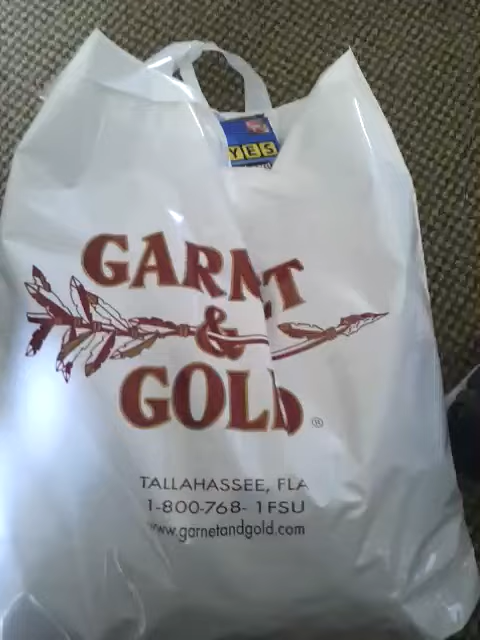 YES
GARNET
&
GOLD ®
TALLAHASSEE, FLA
1-800-768-1FSU
www.garnetandgold.com